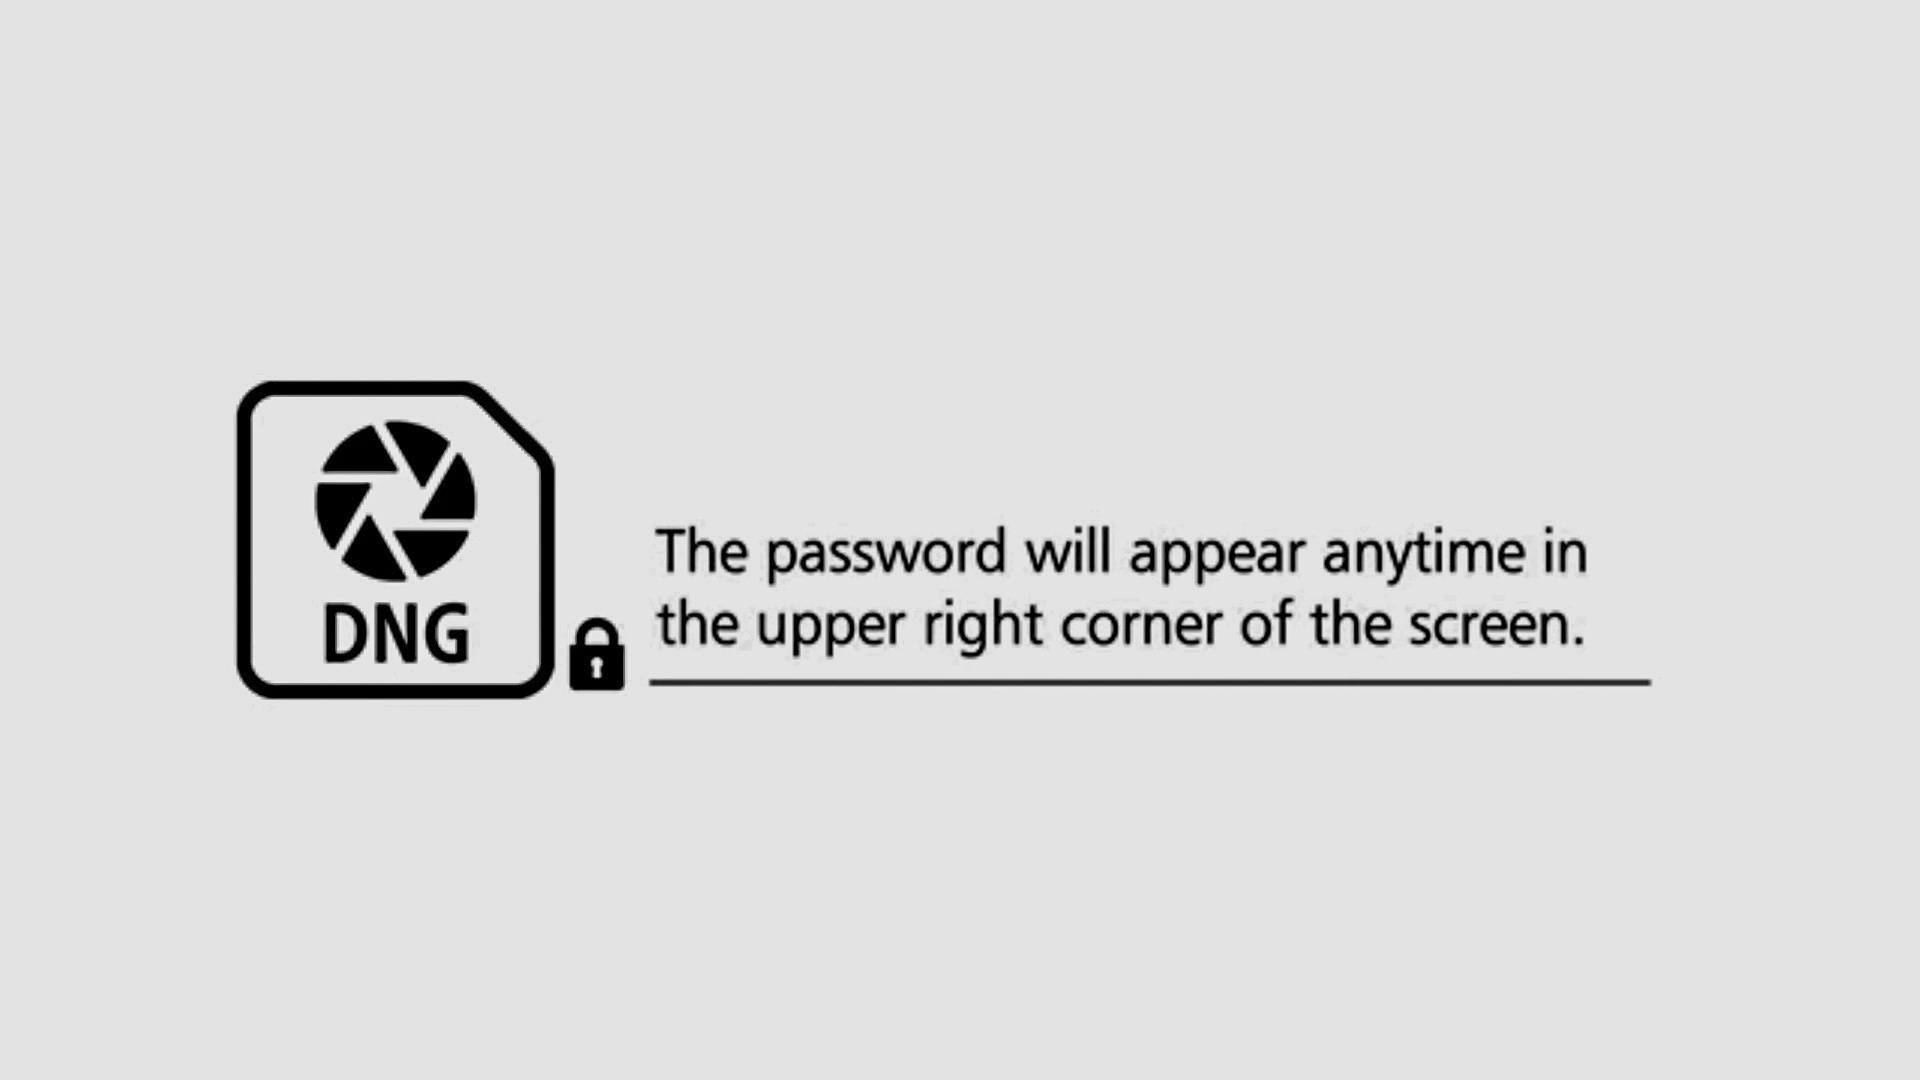 DNG
The password will appear anytime in
the upper right corner of the screen.